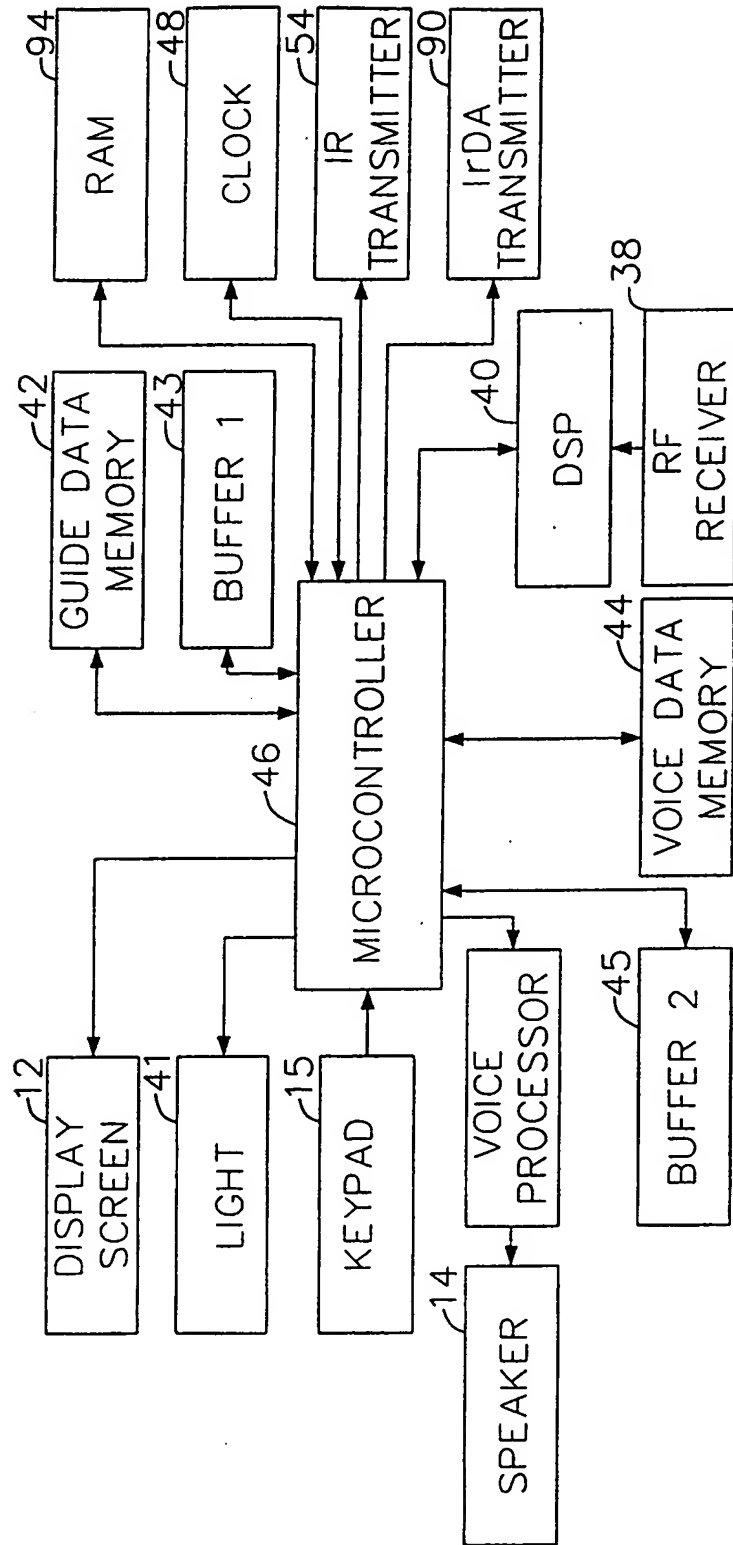 12
DISPLAY
SCREEN
41
LIGHT
15
KEYPAD
14
SPEAKER
VOICE
PROCESSOR
45
BUFFER 2
46
MICROCONTROLLER
42
GUIDE DATA
MEMORY
43
BUFFER 1
44
VOICE DATA
MEMORY
94
RAM
48
CLOCK
54
IR
TRANSMITTER
90
IrDA
TRANSMITTER
40
DSP
38
RF
RECEIVER